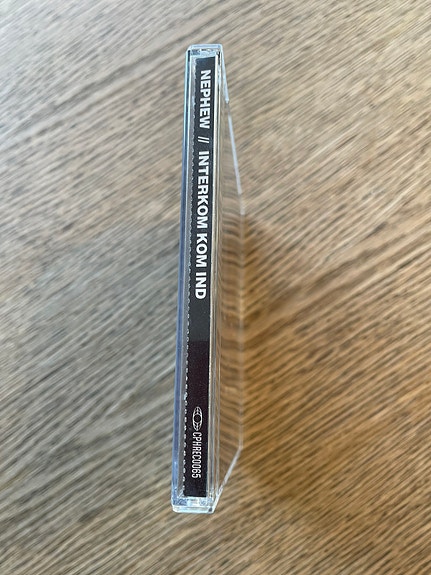 NEPHEW // INTERKOM KOM IND
CPHREC0065